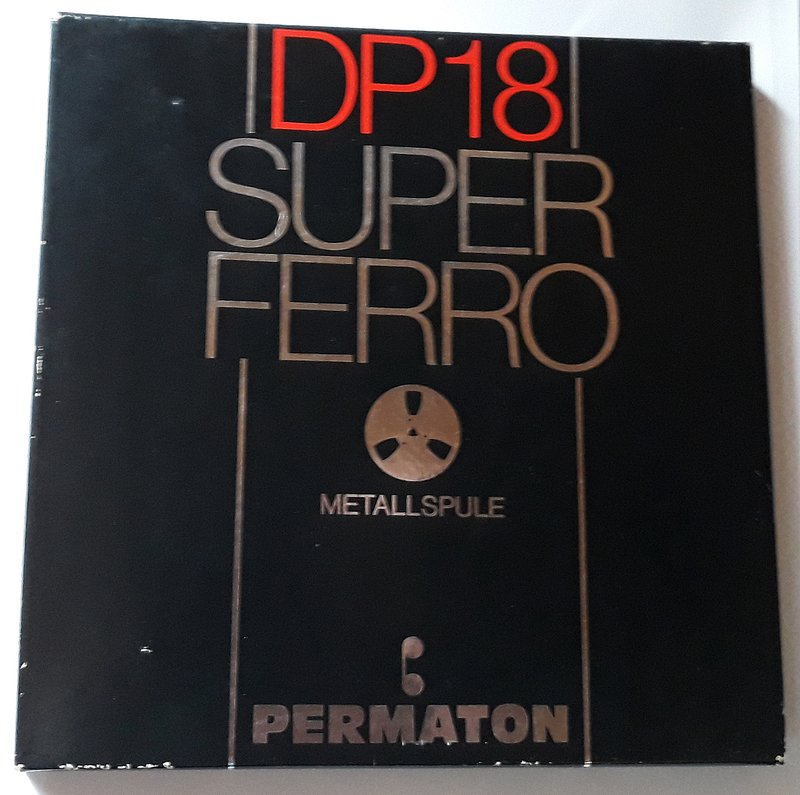 DP18
SUPER
FERRO
METALLSPULE
PERMATON